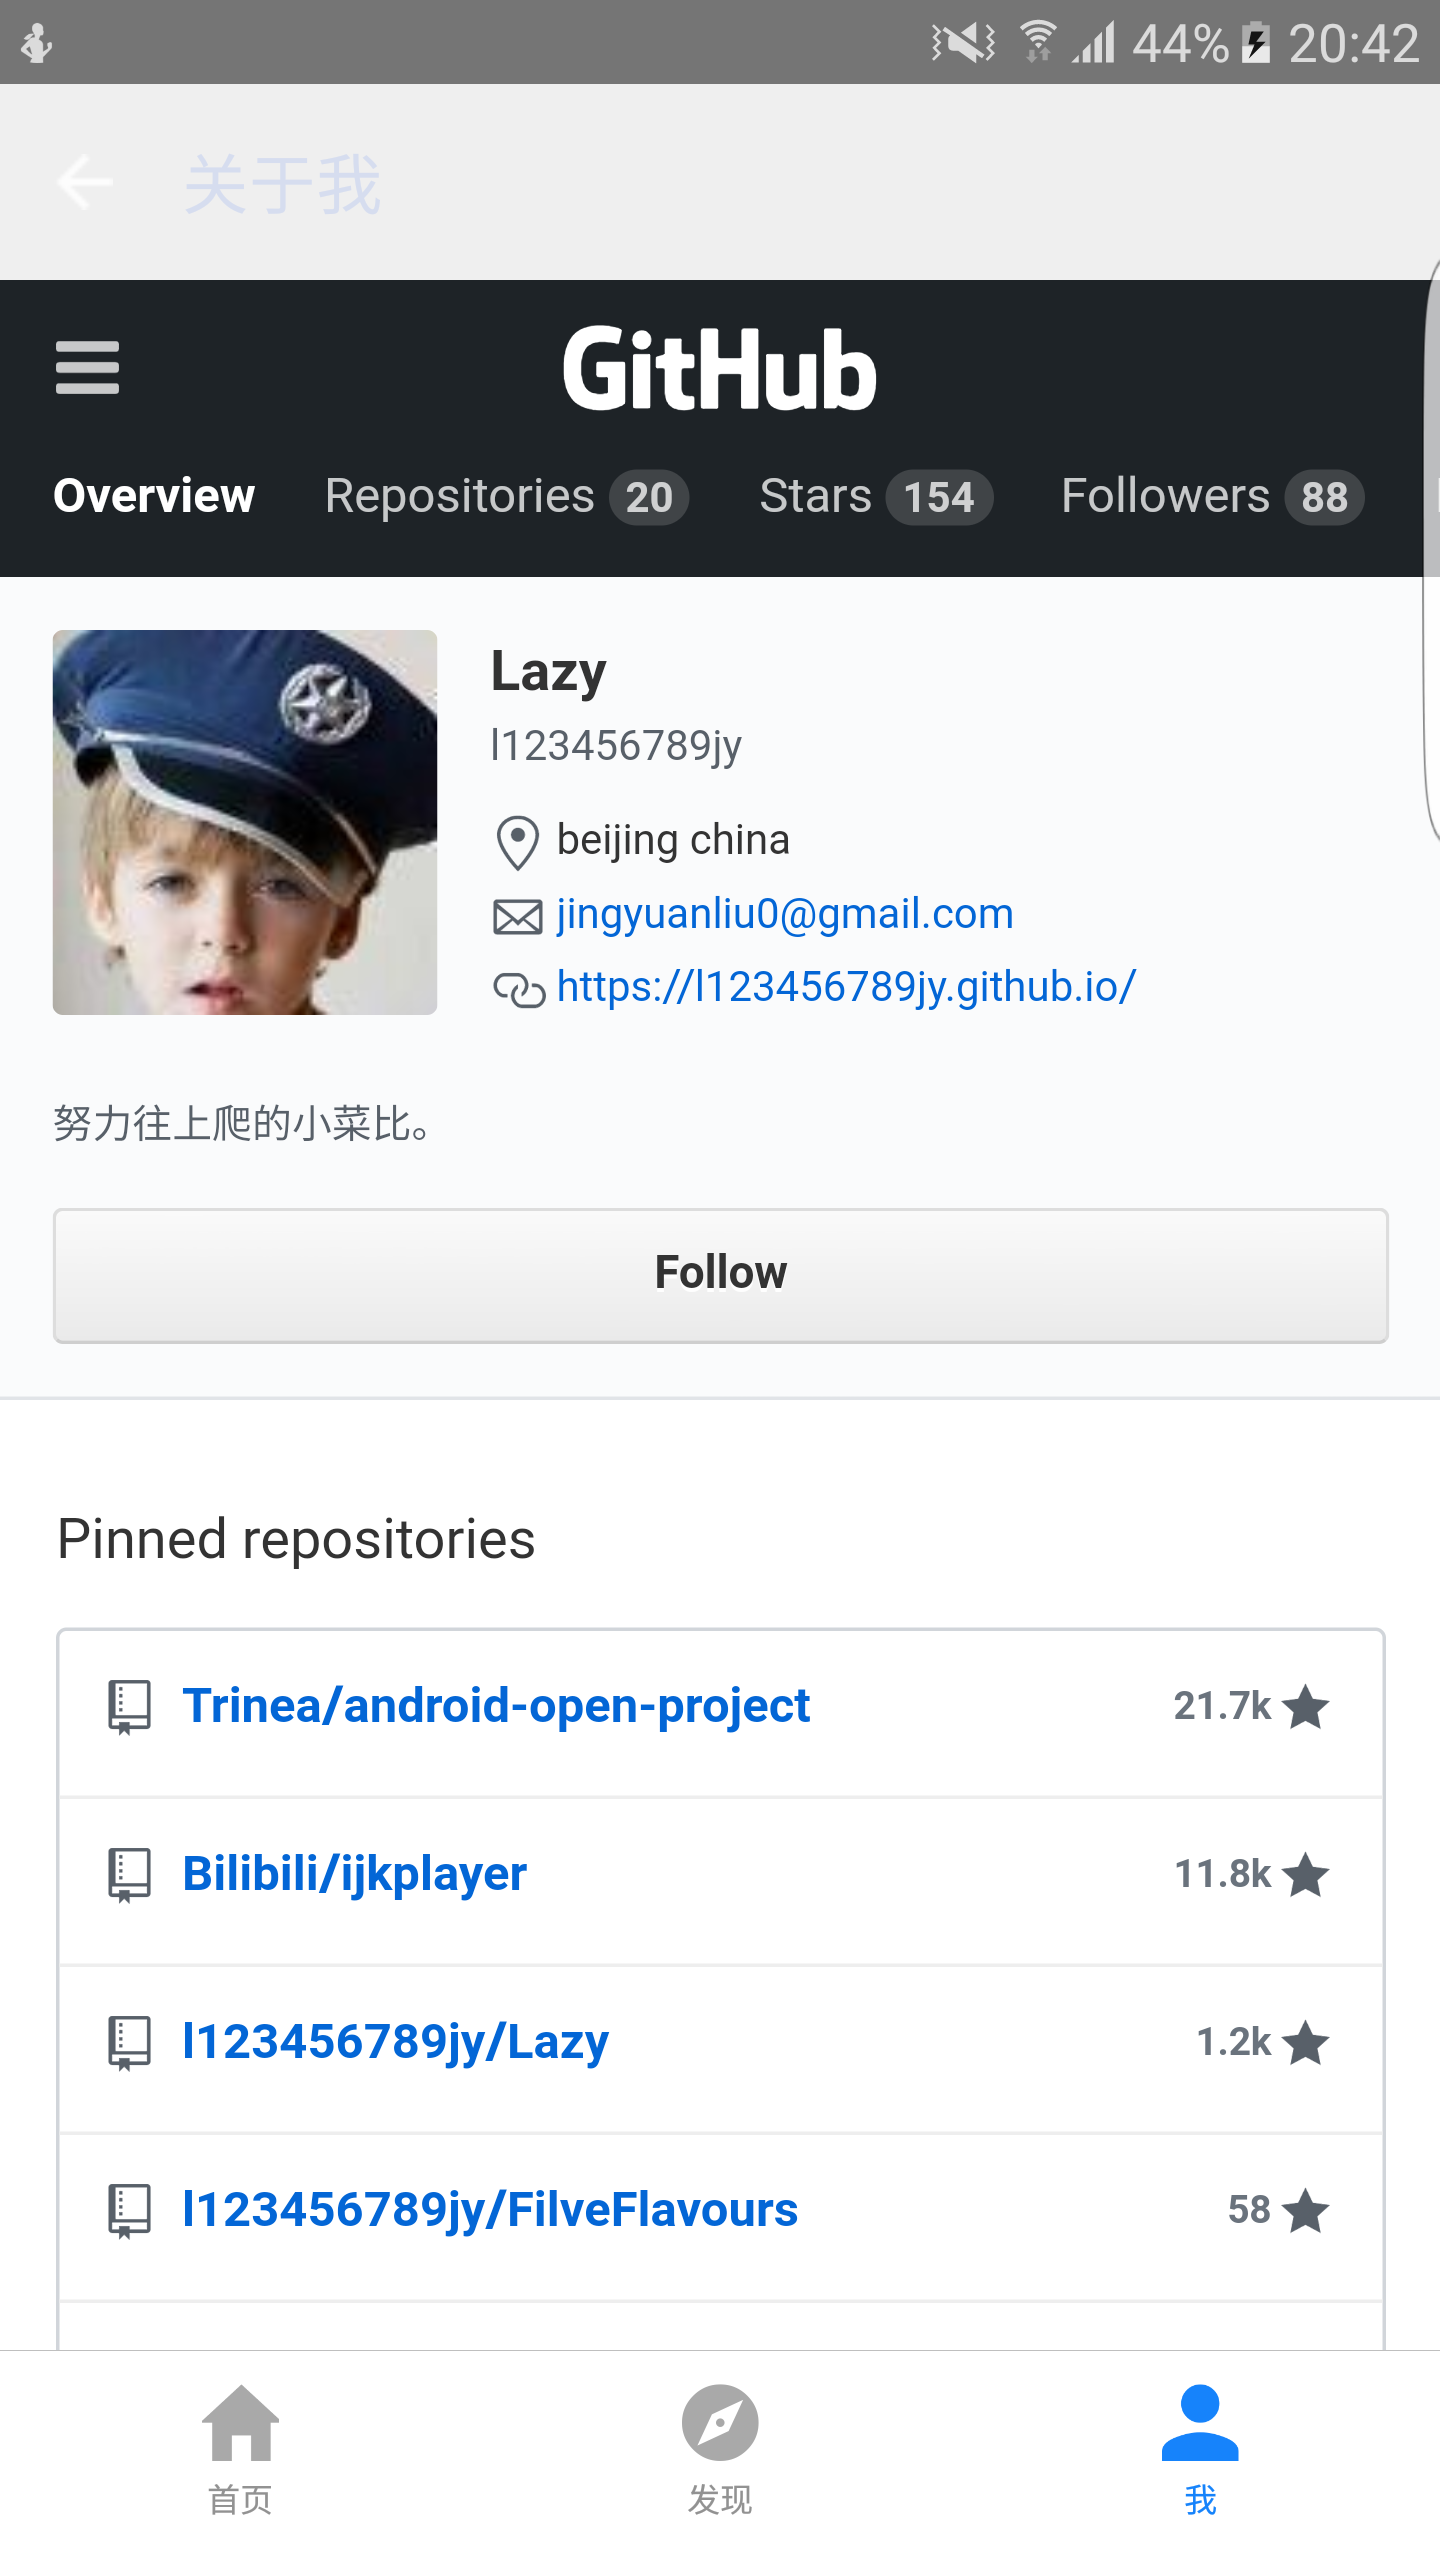 44% 20:42
关于我
GitHub
Overview Repositories 20 Stars 154 Followers 88
Lazy
l123456789jy
beijing china
jingyuanliu0@gmail.com
https://l123456789jy.github.io/
努力往上爬的小菜比。
Follow
Pinned repositories
Trinea/android-open-project 21.7k
Bilibili/ijkplayer 11.8k
l123456789jy/Lazy 1.2k
l123456789jy/FilveFlavours 58
首页 发现 我